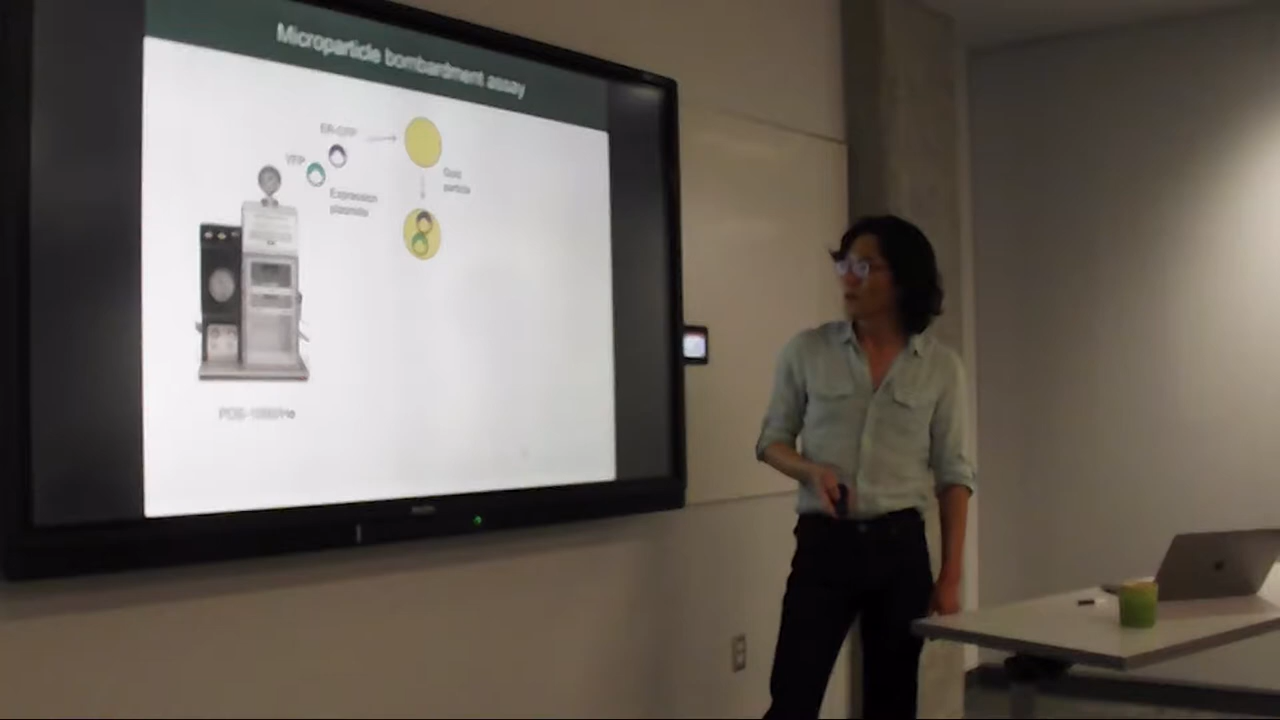 Microparticle bombardment assay
ER-GFP
YFP
Gold
particle
Expression
plasmids
PDS-1000/He